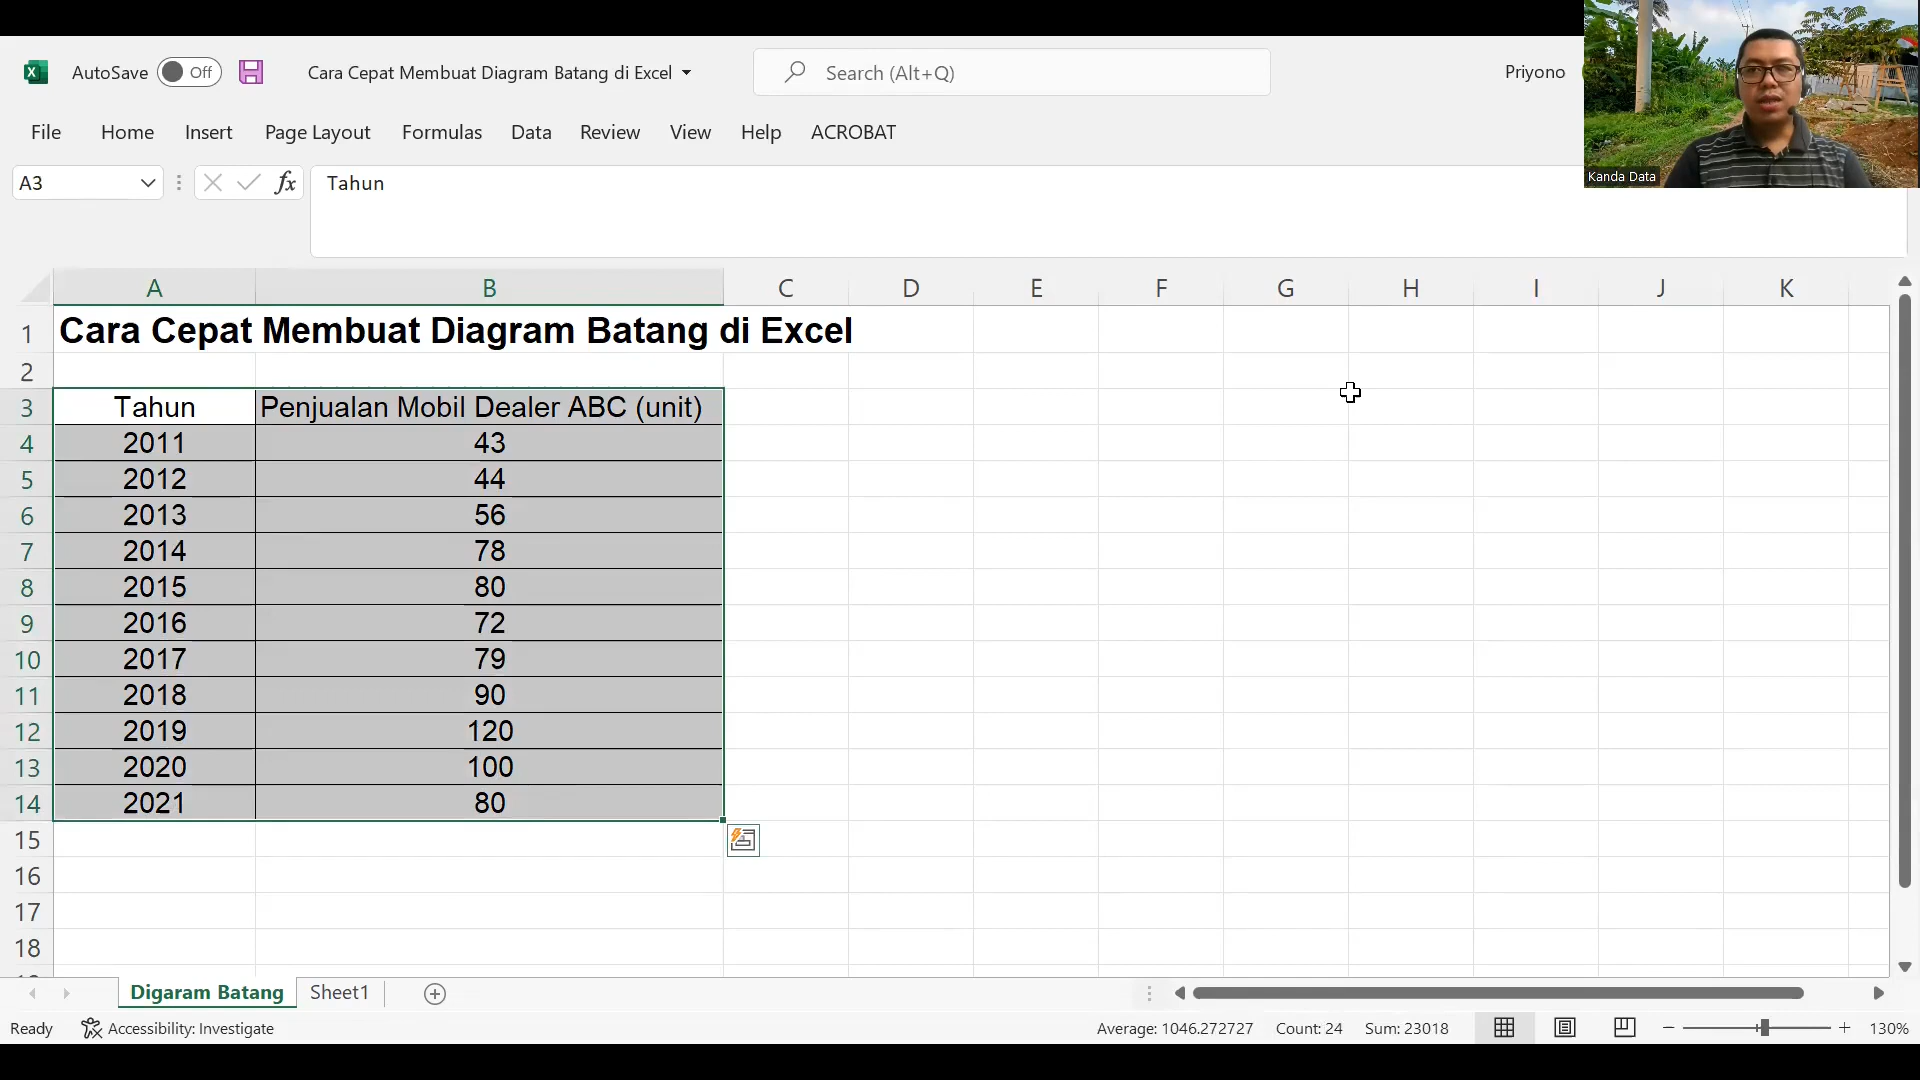 AutoSave Off Cara Cepat Membuat Diagram Batang di Excel Search (Alt+Q) Priyono
File Home Insert Page Layout Formulas Data Review View Help ACROBAT
Kanda Data
A3 fx Tahun
A B C D E F G H I J K
1 Cara Cepat Membuat Diagram Batang di Excel
2
3 Tahun Penjualan Mobil Dealer ABC (unit)
4 2011 43
5 2012 44
6 2013 56
7 2014 78
8 2015 80
9 2016 72
10 2017 79
11 2018 90
12 2019 120
13 2020 100
14 2021 80
15
16
17
18
Digaram Batang Sheet1
Ready Accessibility: Investigate Average: 1046.272727 Count: 24 Sum: 23018 130%